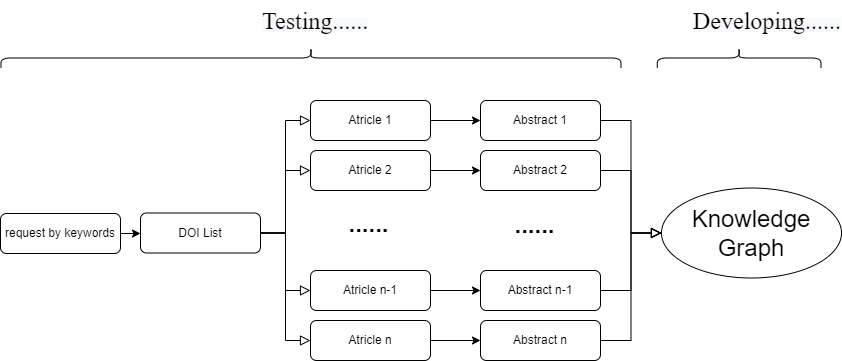 Testing......
Developing......
Atricle 1
Abstract 1
Atricle 2
Abstract 2
request by keywords
DOI List
......
......
Knowledge
Graph
Atricle n-1
Abstract n-1
Atricle n
Abstract n